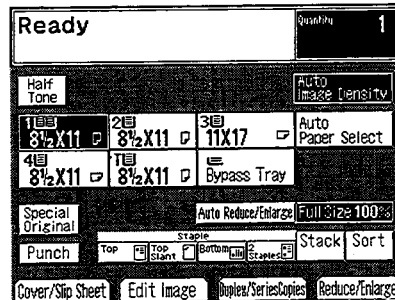 Ready
Quantity 1
Half Tone
Auto Image Density
1 8½X11
2 8½X11
3 11X17
Auto Paper Select
4 8½X11
T 8½X11
Bypass Tray
Special Original
Auto Reduce/Enlarge
Full Size 100%
Staple
Punch
Top
Top Slant
Bottom
2 Staples
Stack
Sort
Cover/Slip Sheet
Edit Image
Duplex/SeriesCopies
Reduce/Enlarge